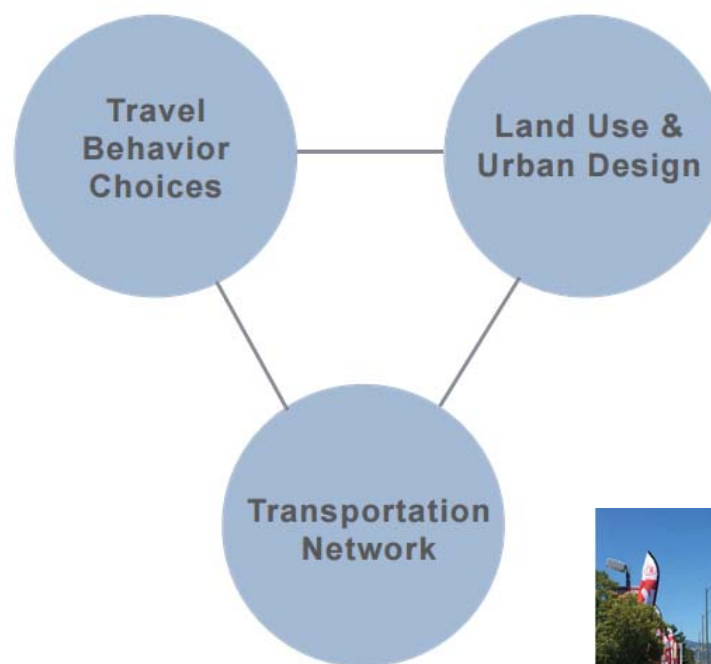 Travel
Behavior
Choices
Land Use &
Urban Design
Transportation
Network